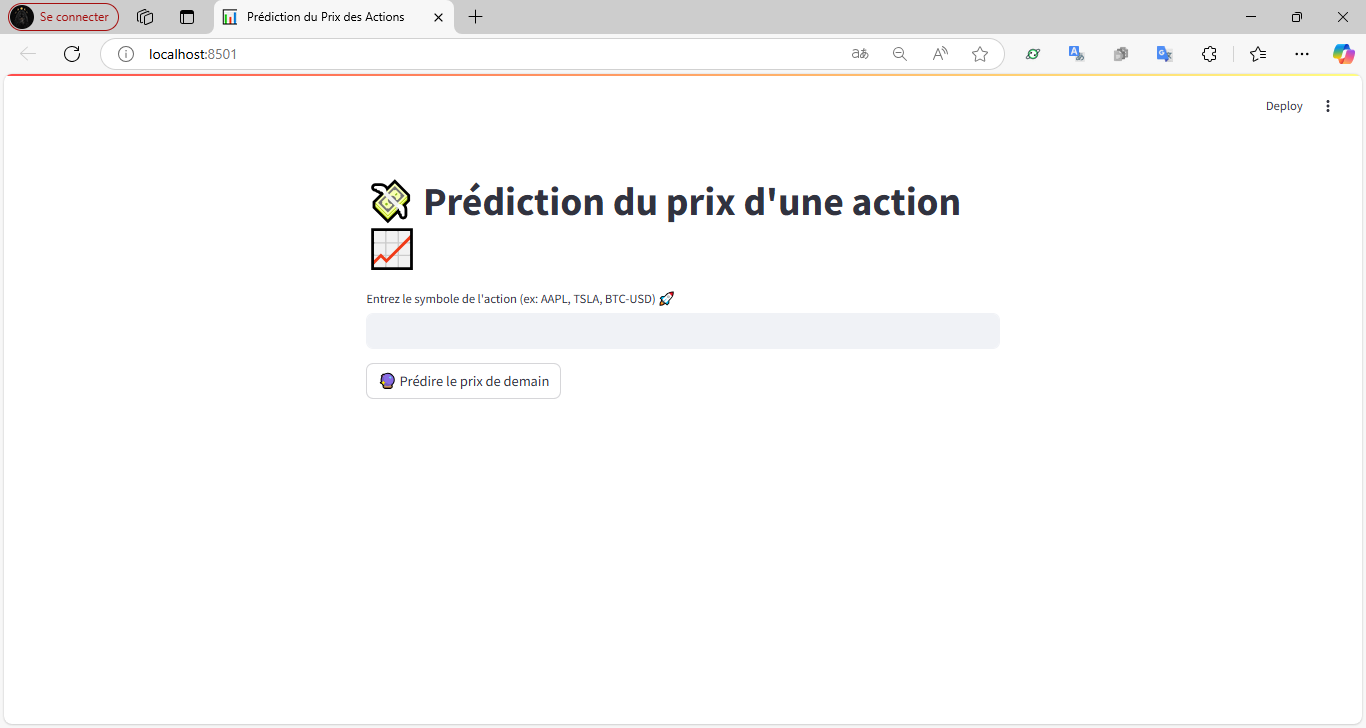 Se connecter
Prédiction du Prix des Actions
localhost:8501
Deploy
Prédiction du prix d'une action
Entrez le symbole de l'action (ex: AAPL, TSLA, BTC-USD)
Prédire le prix de demain